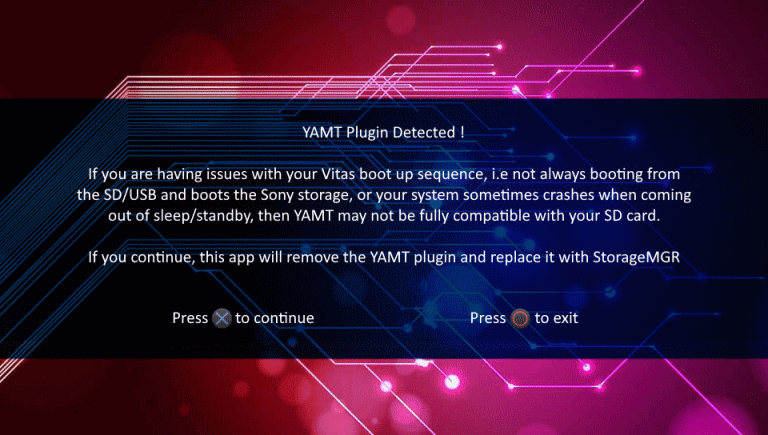 YAMT Plugin Detected !
If you are having issues with your Vitas boot up sequence, i.e not always booting from
the SD/USB and boots the Sony storage, or your system sometimes crashes when coming
out of sleep/standby, then YAMT may not be fully compatible with your SD card.
If you continue, this app will remove the YAMT plugin and replace it with StorageMGR
Press to continue
Press to exit